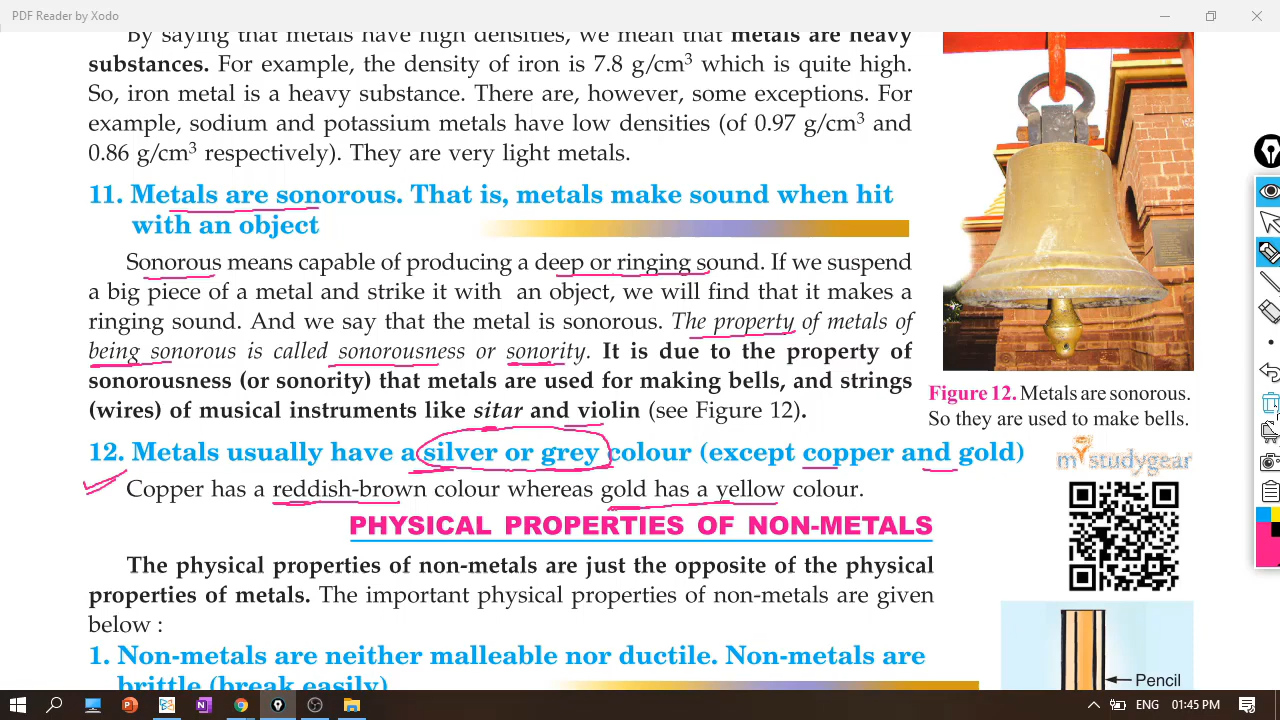 PDF Reader by Xodo
By saying that metals have high densities, we mean that metals are heavy
substances. For example, the density of iron is 7.8 g/cm³ which is quite high.
So, iron metal is a heavy substance. There are, however, some exceptions. For
example, sodium and potassium metals have low densities (of 0.97 g/cm³ and
0.86 g/cm³ respectively). They are very light metals.
11. Metals are sonorous. That is, metals make sound when hit
with an object
Sonorous means capable of producing a deep or ringing sound. If we suspend
a big piece of a metal and strike it with an object, we will find that it makes a
ringing sound. And we say that the metal is sonorous. The property of metals of
being sonorous is called sonorousness or sonority. It is due to the property of
sonorousness (or sonority) that metals are used for making bells, and strings
(wires) of musical instruments like sitar and violin (see Figure 12).
Figure 12. Metals are sonorous.
So they are used to make bells.
12. Metals usually have a silver or grey colour (except copper and gold)
Copper has a reddish-brown colour whereas gold has a yellow colour.
my studygear
PHYSICAL PROPERTIES OF NON-METALS
The physical properties of non-metals are just the opposite of the physical
properties of metals. The important physical properties of non-metals are given
below :
1. Non-metals are neither malleable nor ductile. Non-metals are
brittle (break easily)
Pencil
ENG 01:45 PM